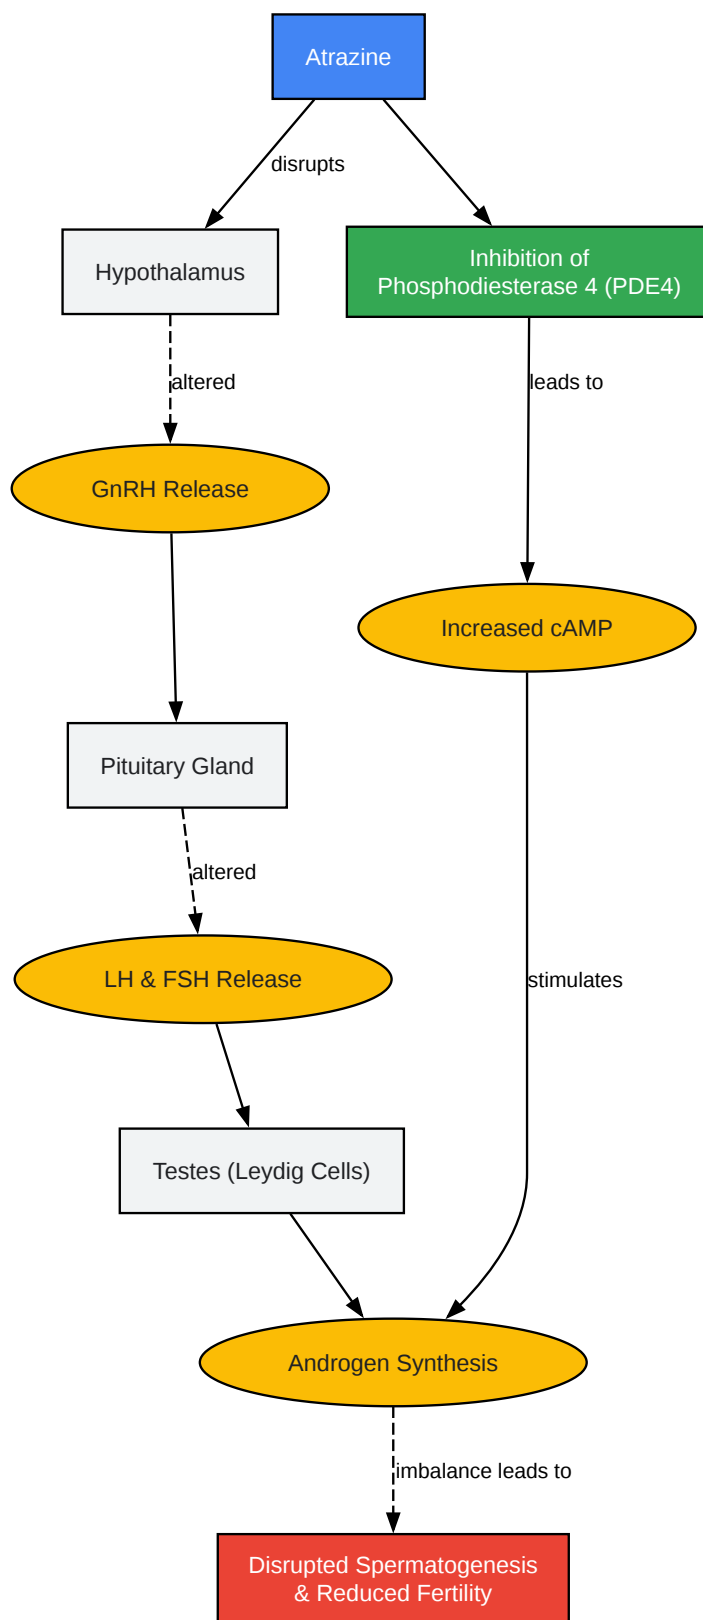 Atrazine
disrupts
Hypothalamus
Inhibition of
Phosphodiesterase 4 (PDE4)
altered
leads to
GnRH Release
Increased cAMP
Pituitary Gland
altered
LH & FSH Release
stimulates
Testes (Leydig Cells)
Androgen Synthesis
imbalance leads to
Disrupted Spermatogenesis
& Reduced Fertility